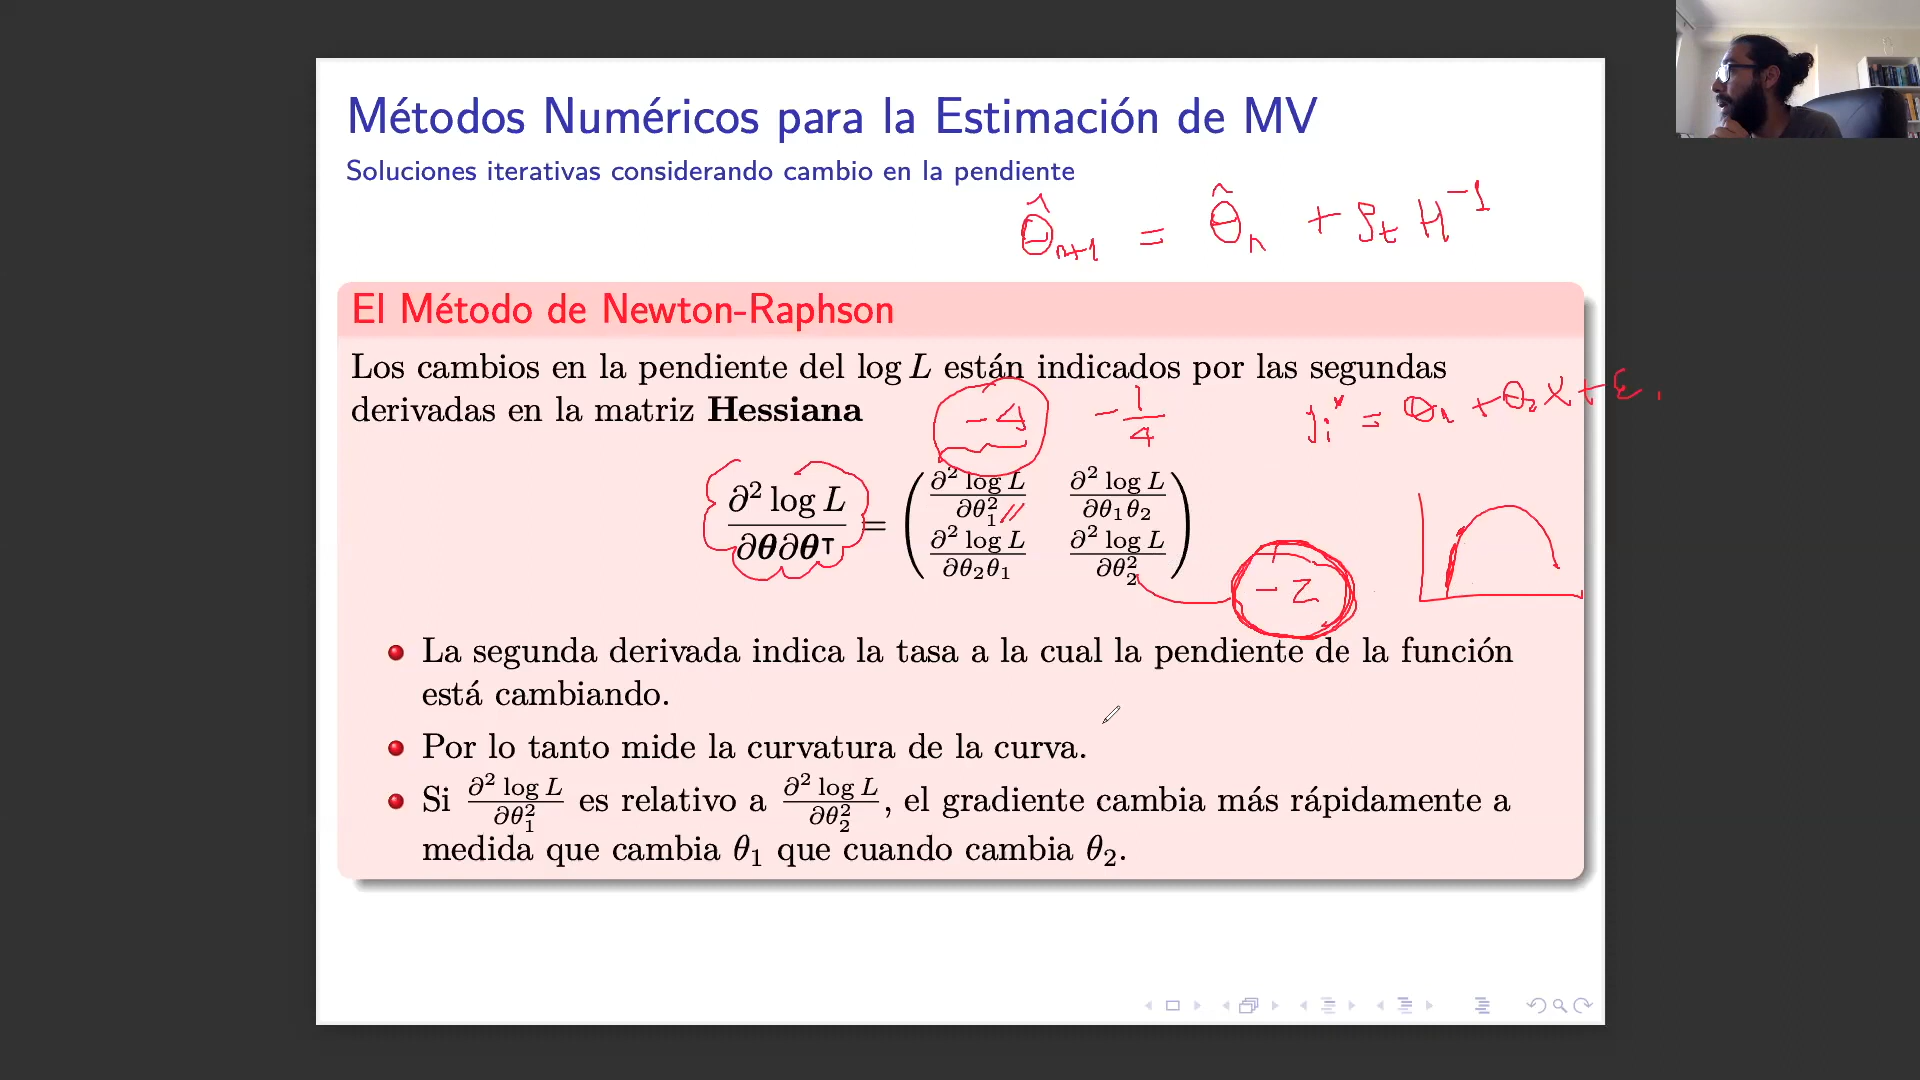 Métodos Numéricos para la Estimación de MV
Soluciones iterativas considerando cambio en la pendiente
θ̂ₙ₊₁ = θ̂ₙ + ρₜ H⁻¹
El Método de Newton-Raphson
Los cambios en la pendiente del log L están indicados por las segundas
derivadas en la matriz Hessiana
-4 -1/4 yᵢ* = θ₁ + θ₂ X + ε.
∂² log L / ∂θ∂θ⊤ = ( ∂² log L / ∂θ₁² ∂² log L / ∂θ₁θ₂
∂² log L / ∂θ₂θ₁ ∂² log L / ∂θ₂² )
-2
La segunda derivada indica la tasa a la cual la pendiente de la función
está cambiando.
Por lo tanto mide la curvatura de la curva.
Si ∂² log L / ∂θ₁² es relativo a ∂² log L / ∂θ₂², el gradiente cambia más rápidamente a
medida que cambia θ₁ que cuando cambia θ₂.